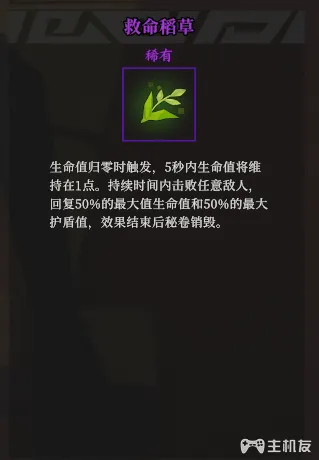 救命稻草
稀有
生命值归零时触发，5秒内生命值将维
持在1点。持续时间内击败任意敌人，
回复50%的最大值生命值和50%的最大
护盾值，效果结束后秘卷销毁。
主机友